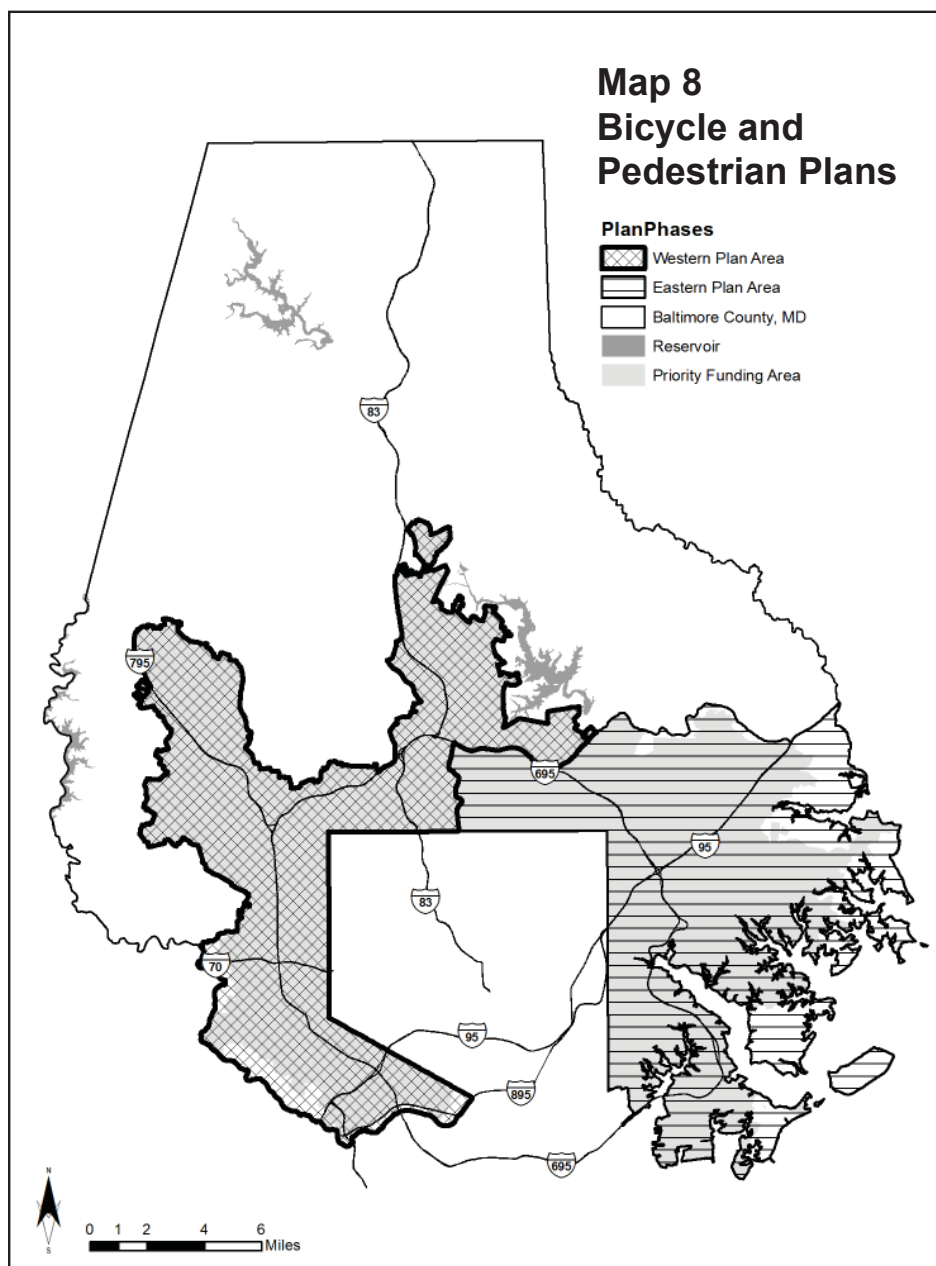 Map 8
Bicycle and
Pedestrian Plans
PlanPhases
Western Plan Area
Eastern Plan Area
Baltimore County, MD
Reservoir
Priority Funding Area
83
795
695
95
83
70
95
895
695
N
S
0 1 2 4 6
Miles